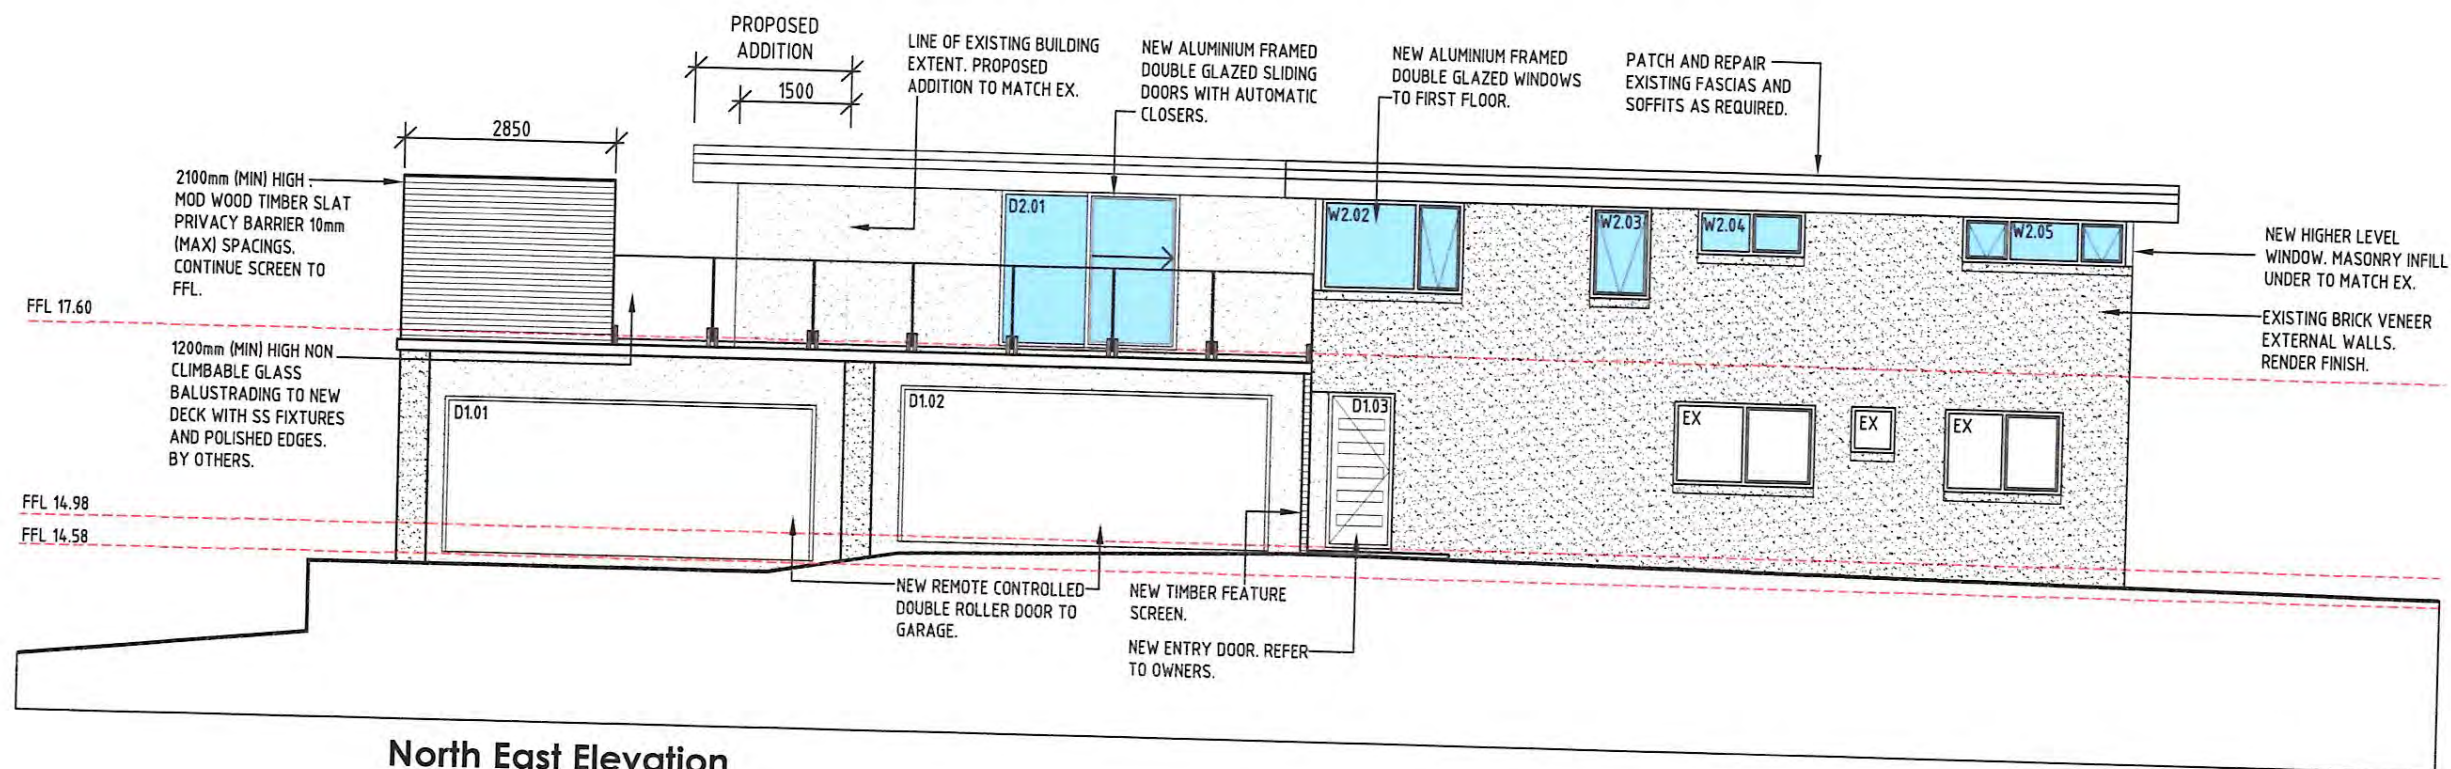 PROPOSED
ADDITION
1500
2850
LINE OF EXISTING BUILDING
EXTENT. PROPOSED
ADDITION TO MATCH EX.
NEW ALUMINIUM FRAMED
DOUBLE GLAZED SLIDING
DOORS WITH AUTOMATIC
CLOSERS.
NEW ALUMINIUM FRAMED
DOUBLE GLAZED WINDOWS
TO FIRST FLOOR.
PATCH AND REPAIR
EXISTING FASCIAS AND
SOFFITS AS REQUIRED.
2100mm (MIN) HIGH
MOD WOOD TIMBER SLAT
PRIVACY BARRIER 10mm
(MAX) SPACINGS.
CONTINUE SCREEN TO
FFL.
D2.01
W2.02
W2.03
W2.04
W2.05
NEW HIGHER LEVEL
WINDOW. MASONRY INFILL
UNDER TO MATCH EX.
FFL 17.60
EXISTING BRICK VENEER
EXTERNAL WALLS.
RENDER FINISH.
1200mm (MIN) HIGH NON
CLIMBABLE GLASS
BALUSTRADING TO NEW
DECK WITH SS FIXTURES
AND POLISHED EDGES.
BY OTHERS.
D1.01
D1.02
D1.03
EX
EX
EX
FFL 14.98
FFL 14.58
NEW REMOTE CONTROLLED
DOUBLE ROLLER DOOR TO
GARAGE.
NEW TIMBER FEATURE
SCREEN.
NEW ENTRY DOOR. REFER
TO OWNERS.
North East Elevation